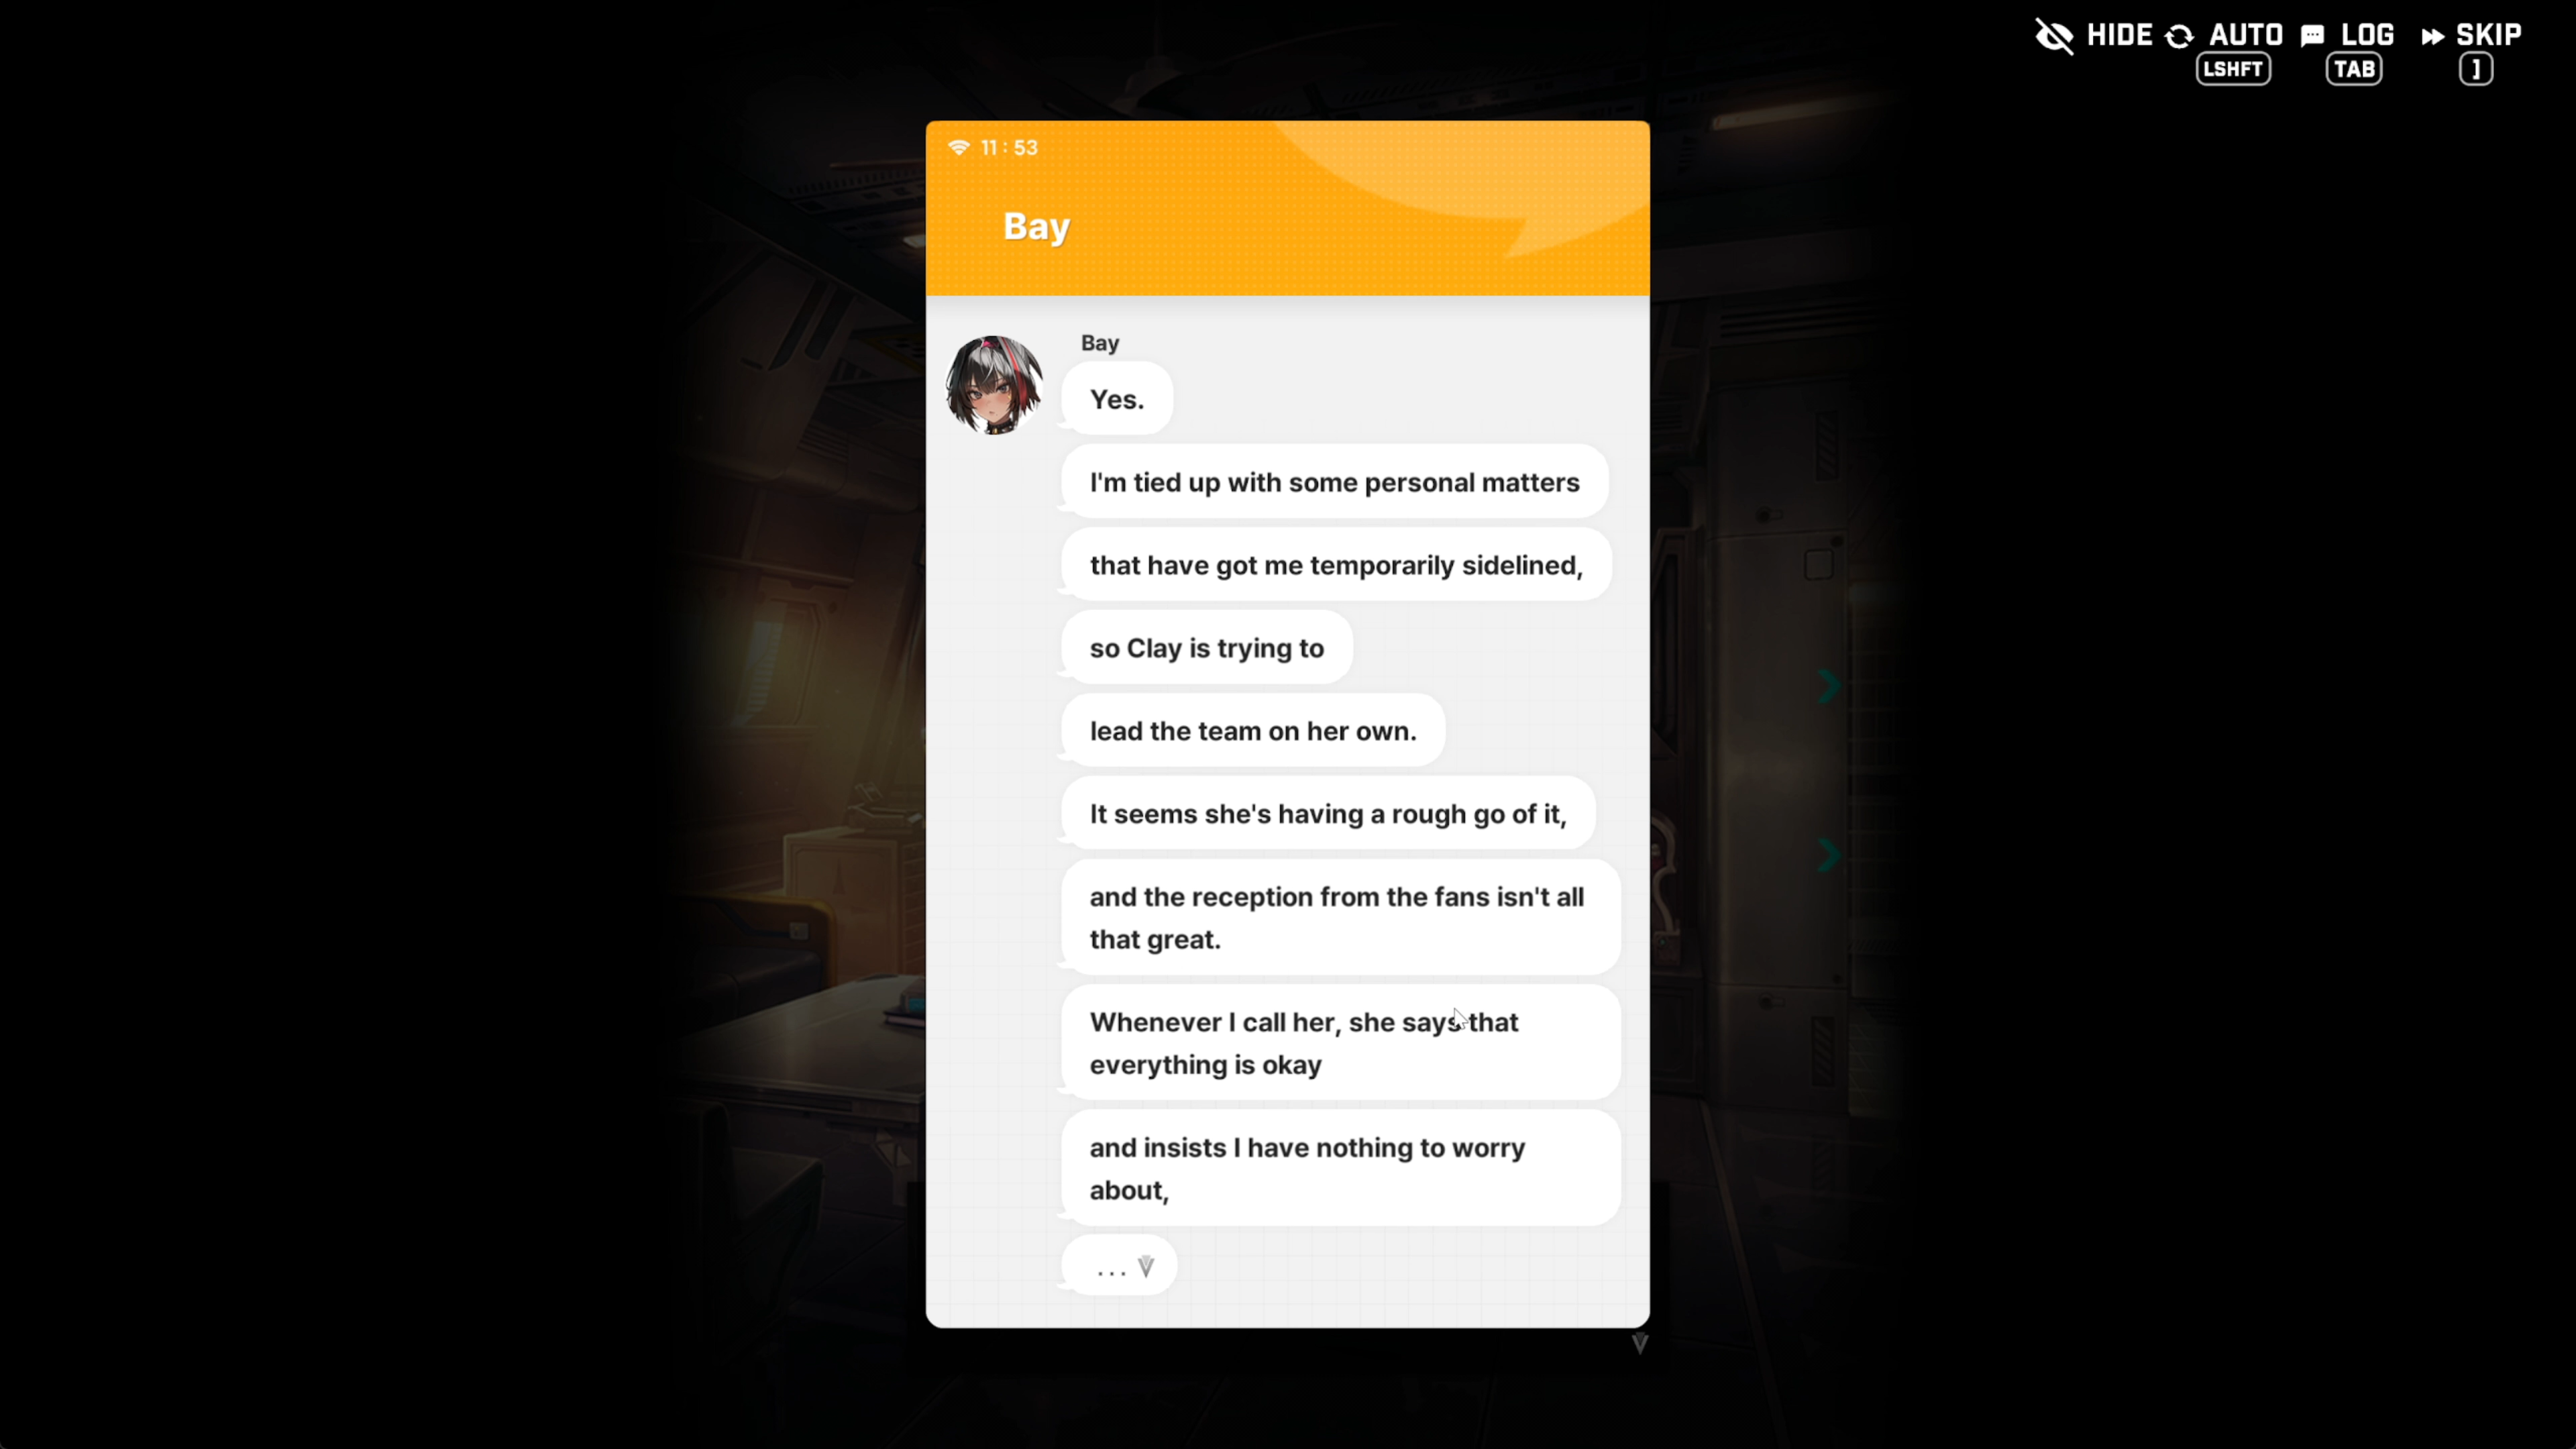 HIDE AUTO LOG SKIP
LSHFT TAB ]
11 : 53
Bay
Bay
Yes.
I'm tied up with some personal matters
that have got me temporarily sidelined,
so Clay is trying to
lead the team on her own.
It seems she's having a rough go of it,
and the reception from the fans isn't all
that great.
Whenever I call her, she says that
everything is okay
and insists I have nothing to worry
about,
...